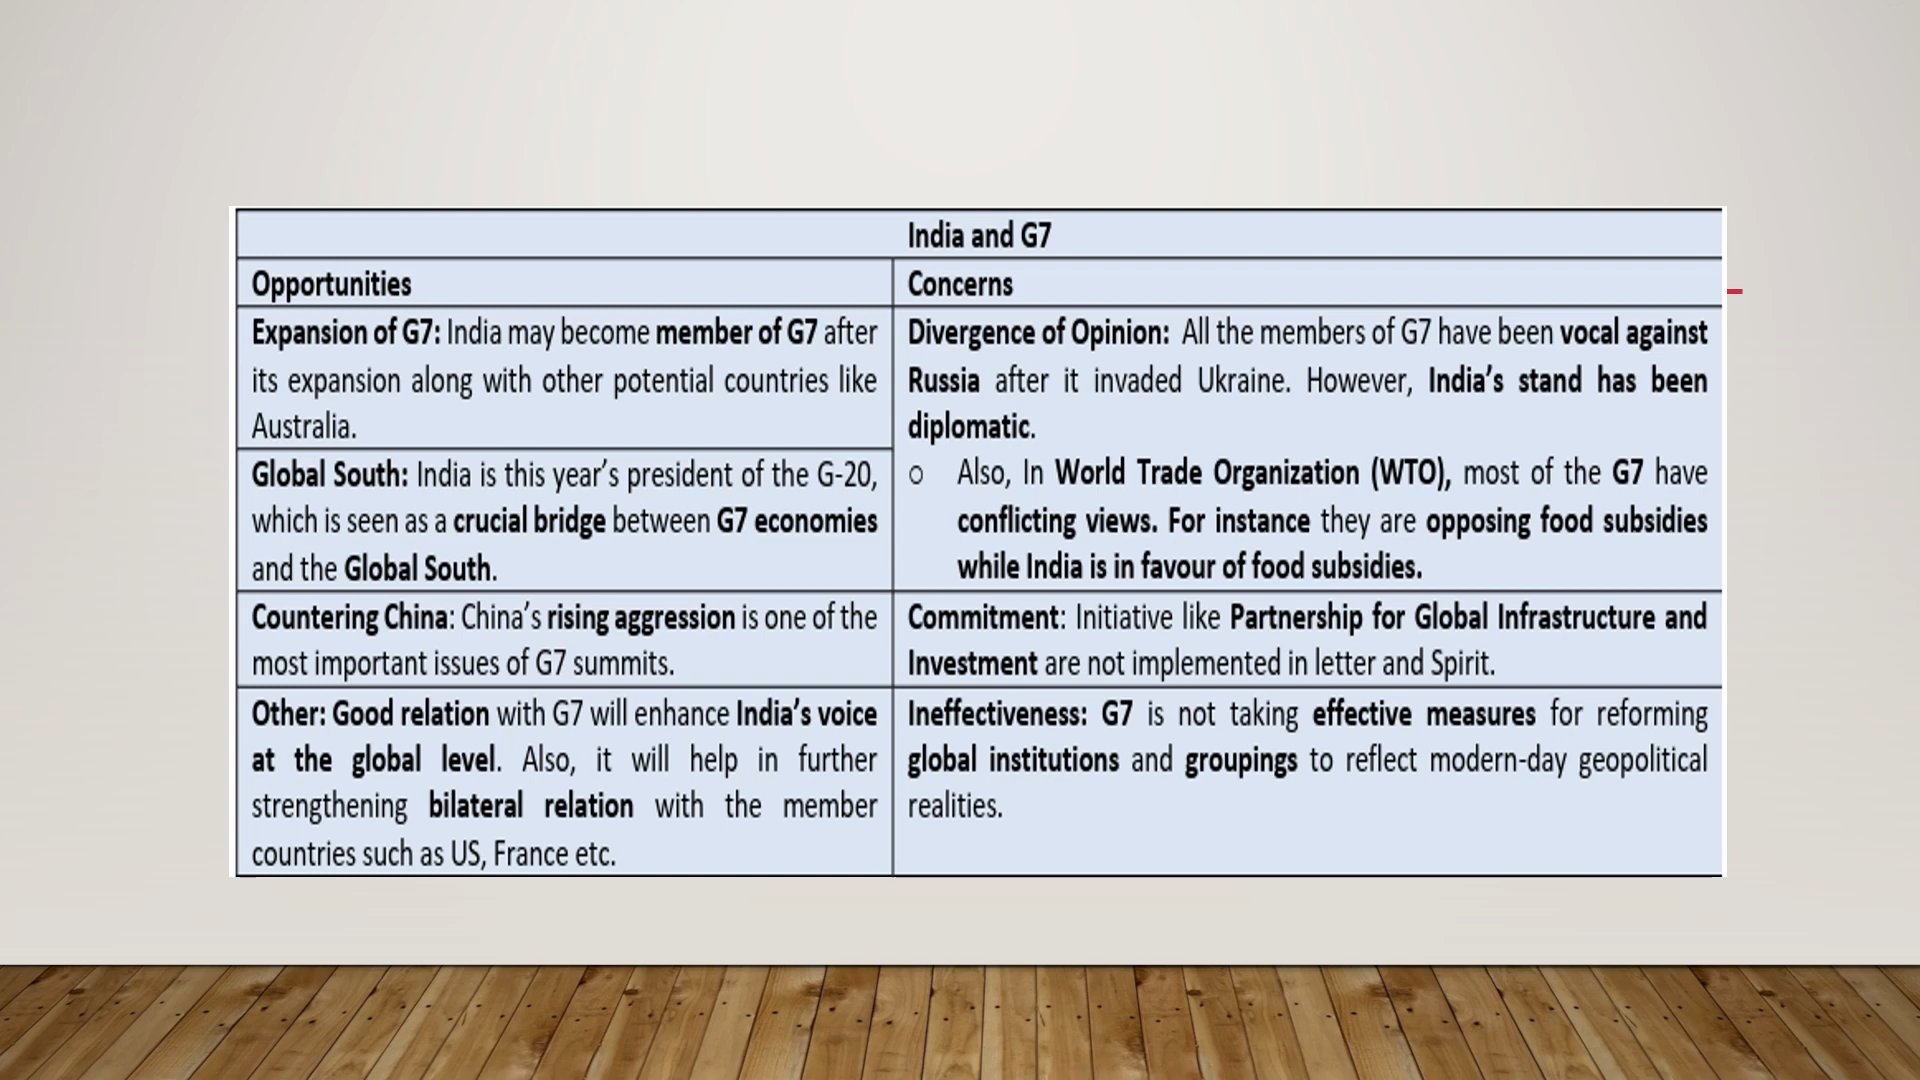 India and G7
Opportunities
Concerns
Expansion of G7: India may become member of G7 after
its expansion along with other potential countries like
Australia.
Divergence of Opinion: All the members of G7 have been vocal against
Russia after it invaded Ukraine. However, India’s stand has been
diplomatic.
○ Also, In World Trade Organization (WTO), most of the G7 have
conflicting views. For instance they are opposing food subsidies
while India is in favour of food subsidies.
Global South: India is this year’s president of the G-20,
which is seen as a crucial bridge between G7 economies
and the Global South.
Countering China: China’s rising aggression is one of the
most important issues of G7 summits.
Commitment: Initiative like Partnership for Global Infrastructure and
Investment are not implemented in letter and Spirit.
Other: Good relation with G7 will enhance India’s voice
at the global level. Also, it will help in further
strengthening bilateral relation with the member
countries such as US, France etc.
Ineffectiveness: G7 is not taking effective measures for reforming
global institutions and groupings to reflect modern-day geopolitical
realities.